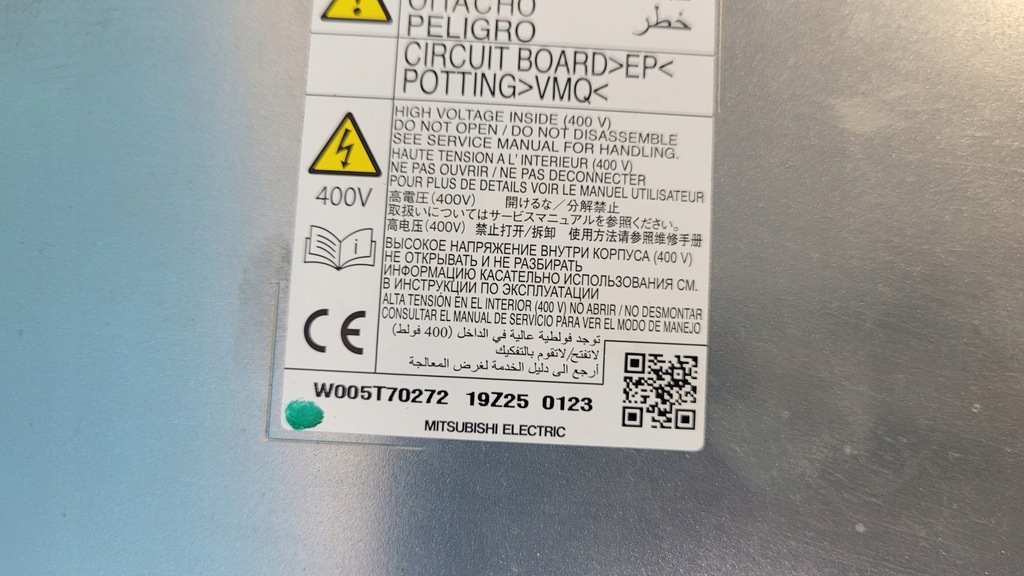 ОПАСНО
PELIGRO
خطر
CIRCUIT BOARD>EP<
POTTING>VMQ<
400V
HIGH VOLTAGE INSIDE (400 V)
DO NOT OPEN / DO NOT DISASSEMBLE
SEE SERVICE MANUAL FOR HANDLING.
HAUTE TENSION A L' INTERIEUR (400 V)
NE PAS OUVRIR / NE PAS DECONNECTER
POUR PLUS DE DETAILS VOIR LE MANUEL UTILISATEUR
高電圧(400V) 開けるな/分解禁止
取扱いについてはサービスマニュアルを参照ください。
高电压(400V) 禁止打开/拆卸 使用方法请参照维修手册
ВЫСОКОЕ НАПРЯЖЕНИЕ ВНУТРИ КОРПУСА (400 V)
НЕ ОТКРЫВАТЬ И НЕ РАЗБИРАТЬ
ИНФОРМАЦИЮ КАСАТЕЛЬНО ИСПОЛЬЗОВАНИЯ СМ.
В ИНСТРУКЦИИ ПО ЭКСПЛУАТАЦИИ
ALTA TENSIÓN EN EL INTERIOR (400 V) NO ABRIR / NO DESMONTAR
CONSULTAR EL MANUAL DE SERVICIO PARA VER EL MODO DE MANEJO
توجد فولطية عالية في الداخل (400 فولط)
لاتفتح/لاتقوم بالتفكيك
أرجع الى دليل الخدمة لغرض المعالجة
CE
W005T70272 19Z25 0123
MITSUBISHI ELECTRIC